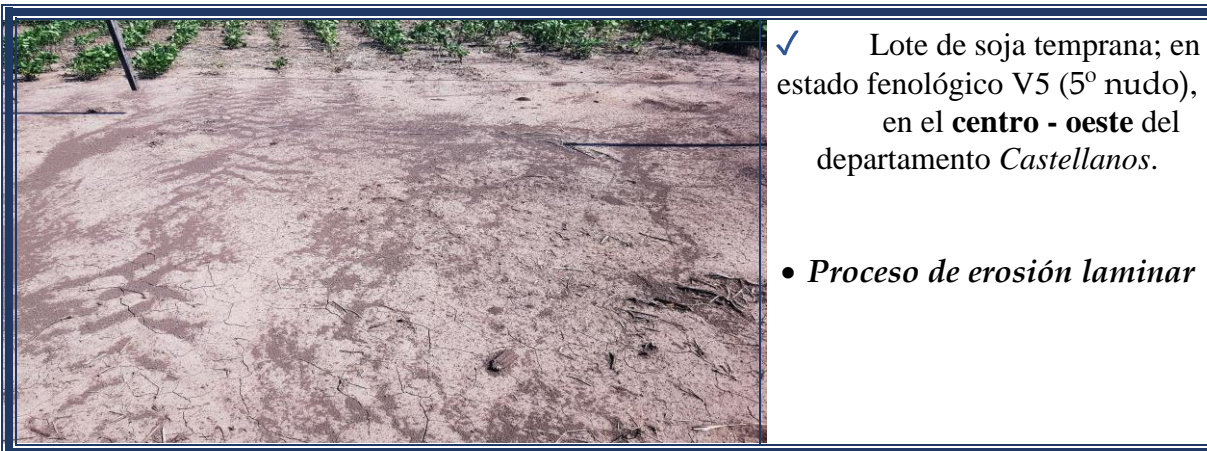 ✓ Lote de soja temprana; en
estado fenológico V5 (5º nudo),
en el centro - oeste del
departamento Castellanos.
• Proceso de erosión laminar